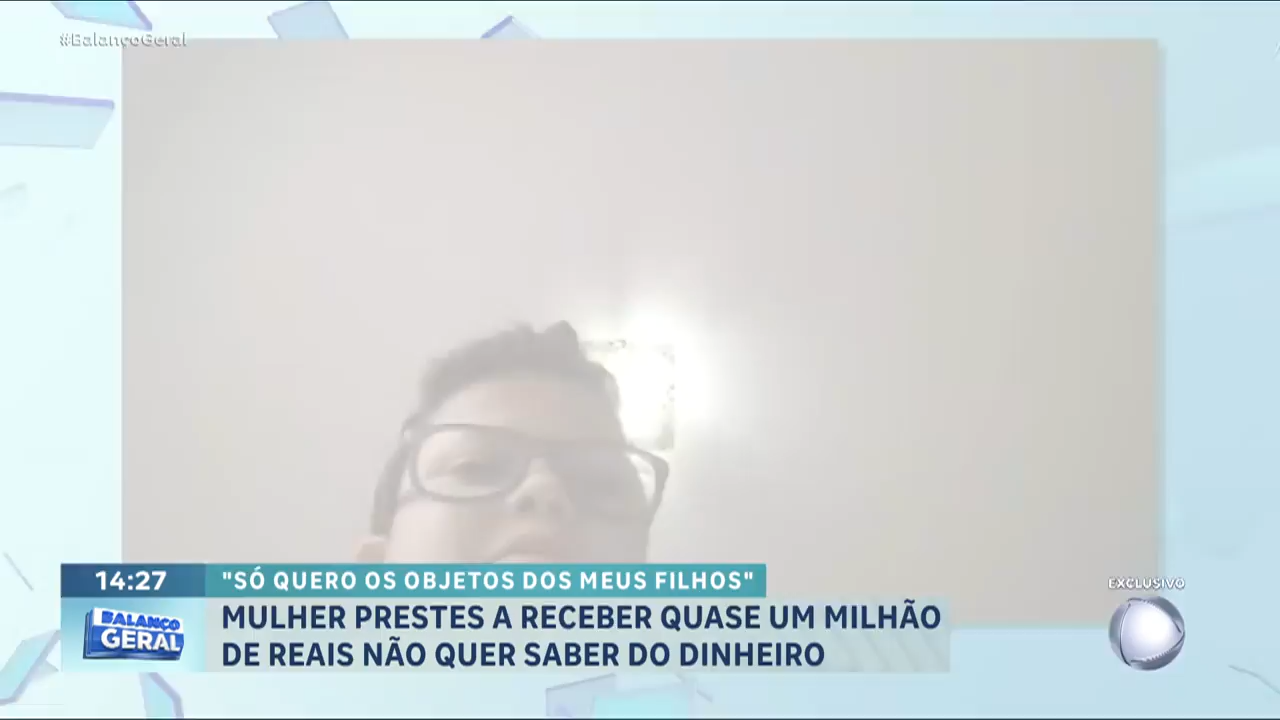 #BalançoGeral
14:27
"SÓ QUERO OS OBJETOS DOS MEUS FILHOS"
EXCLUSIVO
BALANÇO
GERAL
MULHER PRESTES A RECEBER QUASE UM MILHÃO
DE REAIS NÃO QUER SABER DO DINHEIRO